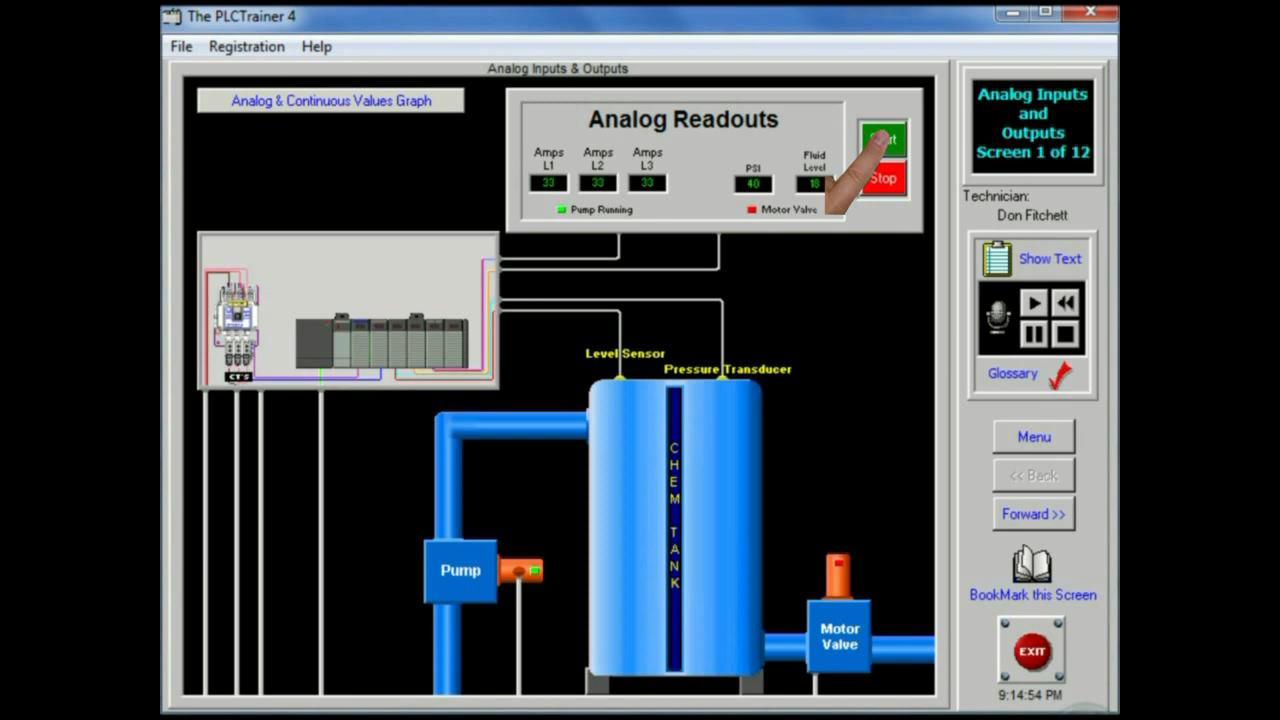 The PLCTrainer 4
File Registration Help
Analog Inputs & Outputs
Analog & Continuous Values Graph
Analog Readouts
Amps Amps Amps
L1 L2 L3
33 33 33
PSI
40
Fluid
Level
18
Pump Running
Motor Valve
Stop
CT'S
Level Sensor
Pressure Transducer
CHEM TANK
Pump
Motor
Valve
Analog Inputs
and
Outputs
Screen 1 of 12
Technician:
Don Fitchett
Show Text
Glossary
Menu
<< Back
Forward >>
BookMark this Screen
EXIT
9:14:54 PM